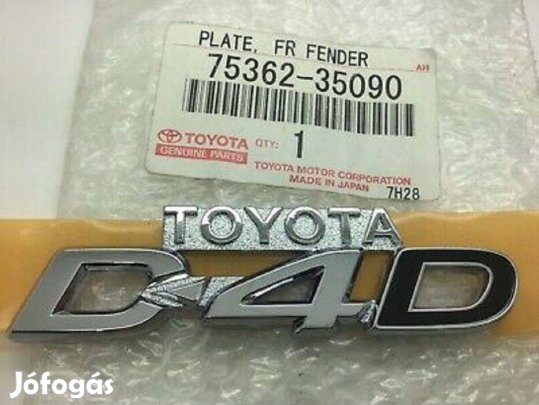 PLATE, FR FENDER
75362-35090
AH
TOYOTA QTY: 1
GENUINE PARTS
TOYOTA MOTOR CORPORATION
MADE IN JAPAN 7H28
TOYOTA
D-4D
Jófogás